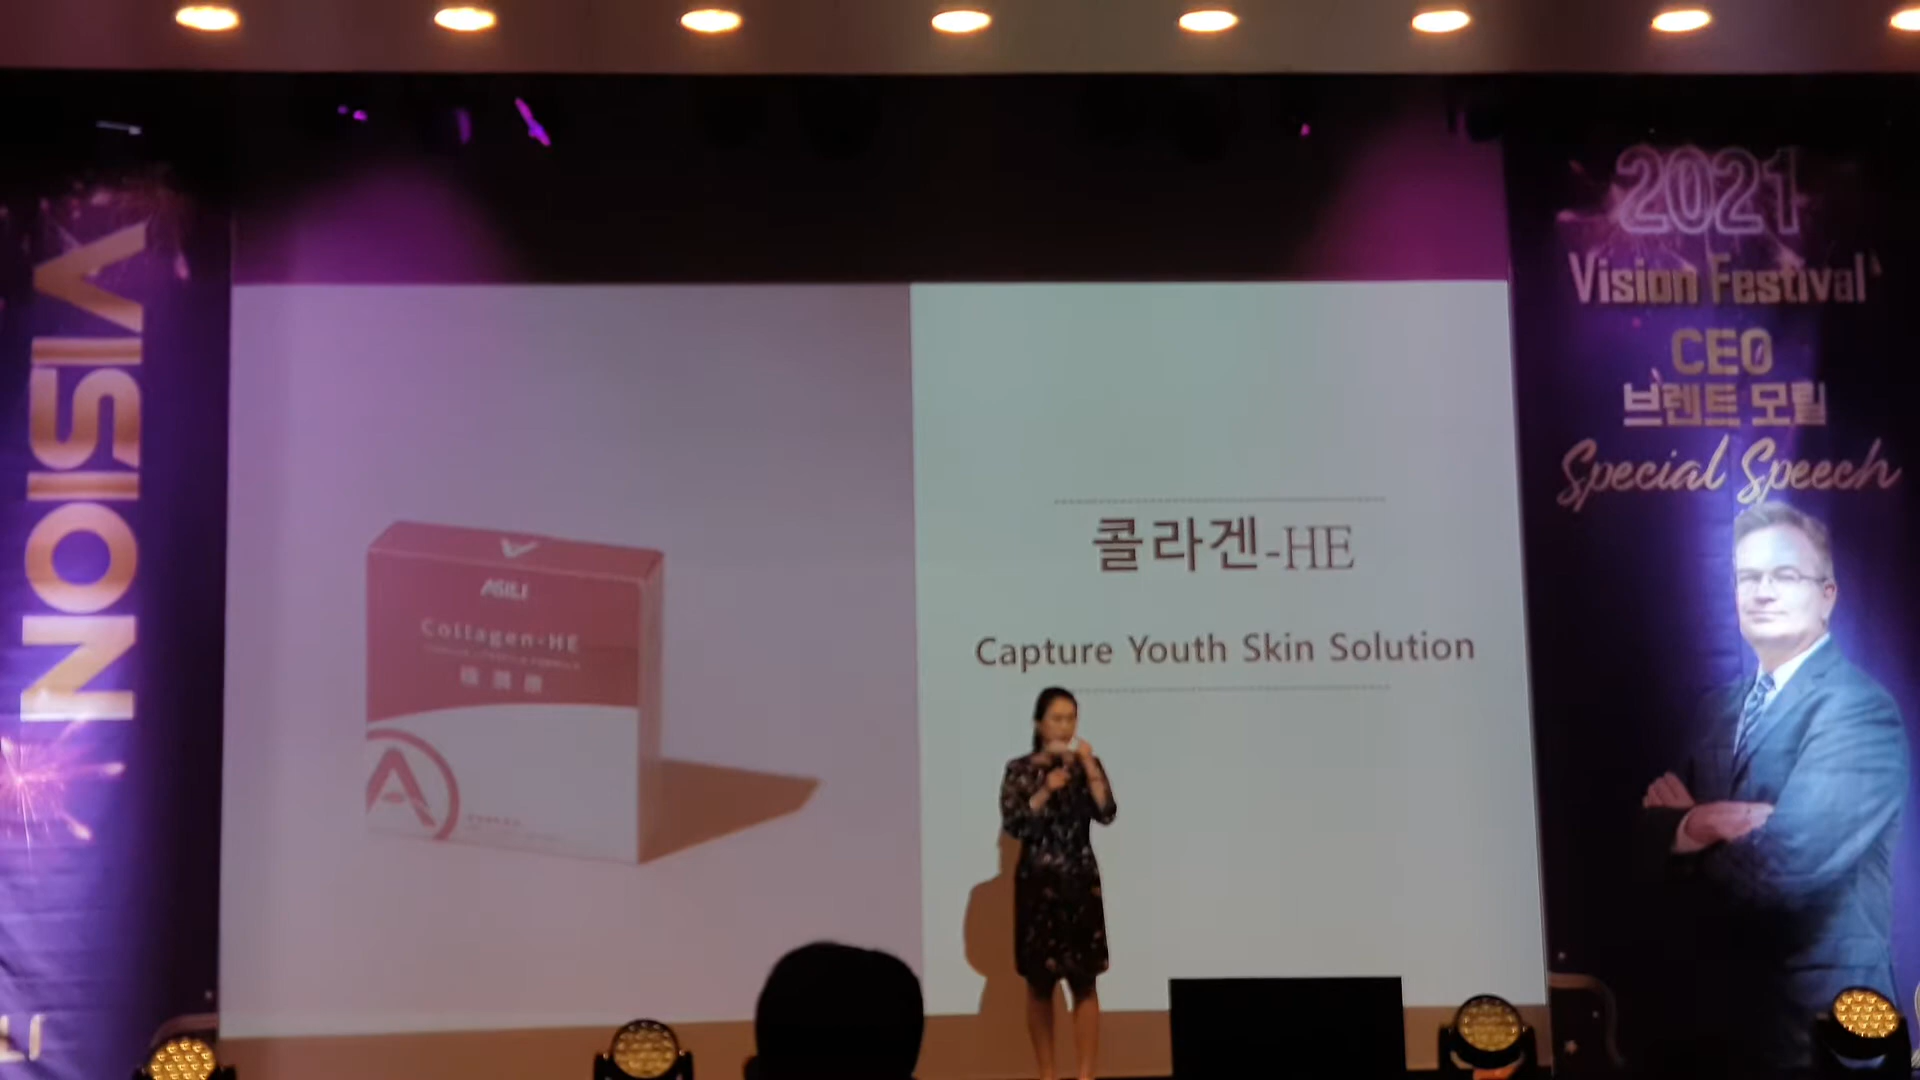 VISION
ASILI
Collagen-HE
콜라겐-HE
Capture Youth Skin Solution
2021
Vision Festival
CEO
브렌트 모릴
Special Speech